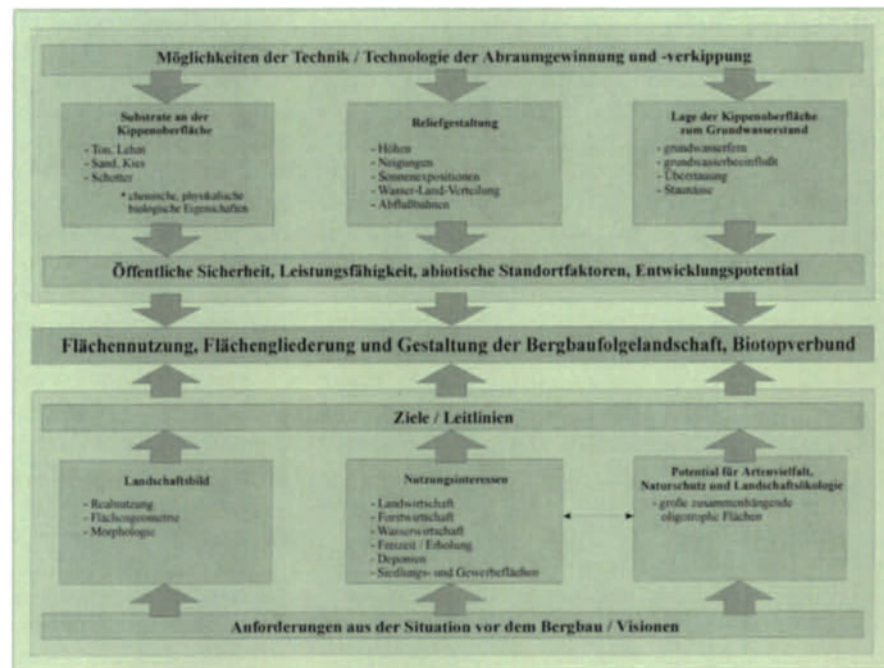 Möglichkeiten der Technik / Technologie der Abraumgewinnung und -verkippung
Substrate an der
Kippenoberfläche
- Ton, Lehm
- Sand, Kies
- Schotter
* chemische, physikalische
biologische Eigenschaften
Reliefgestaltung
- Höhen
- Neigungen
- Sonnenexpositionen
- Wasser-Land-Verteilung
- Abflußbahnen
Lage der Kippenoberfläche
zum Grundwasserstand
- grundwasserfern
- grundwasserbeeinflußt
- Überstauung
- Staunässe
Öffentliche Sicherheit, Leistungsfähigkeit, abiotische Standortfaktoren, Entwicklungspotential
Flächennutzung, Flächengliederung und Gestaltung der Bergbaufolgelandschaft, Biotopverbund
Ziele / Leitlinien
Landschaftsbild
- Realnutzung
- Flächengeometrie
- Morphologie
Nutzungsinteressen
- Landwirtschaft
- Forstwirtschaft
- Wasserwirtschaft
- Freizeit / Erholung
- Deponien
- Siedlungs- und Gewerbeflächen
Potential für Artenvielfalt,
Naturschutz und Landschaftsökologie
- große zusammenhängende
oligotrophe Flächen
Anforderungen aus der Situation vor dem Bergbau / Visionen